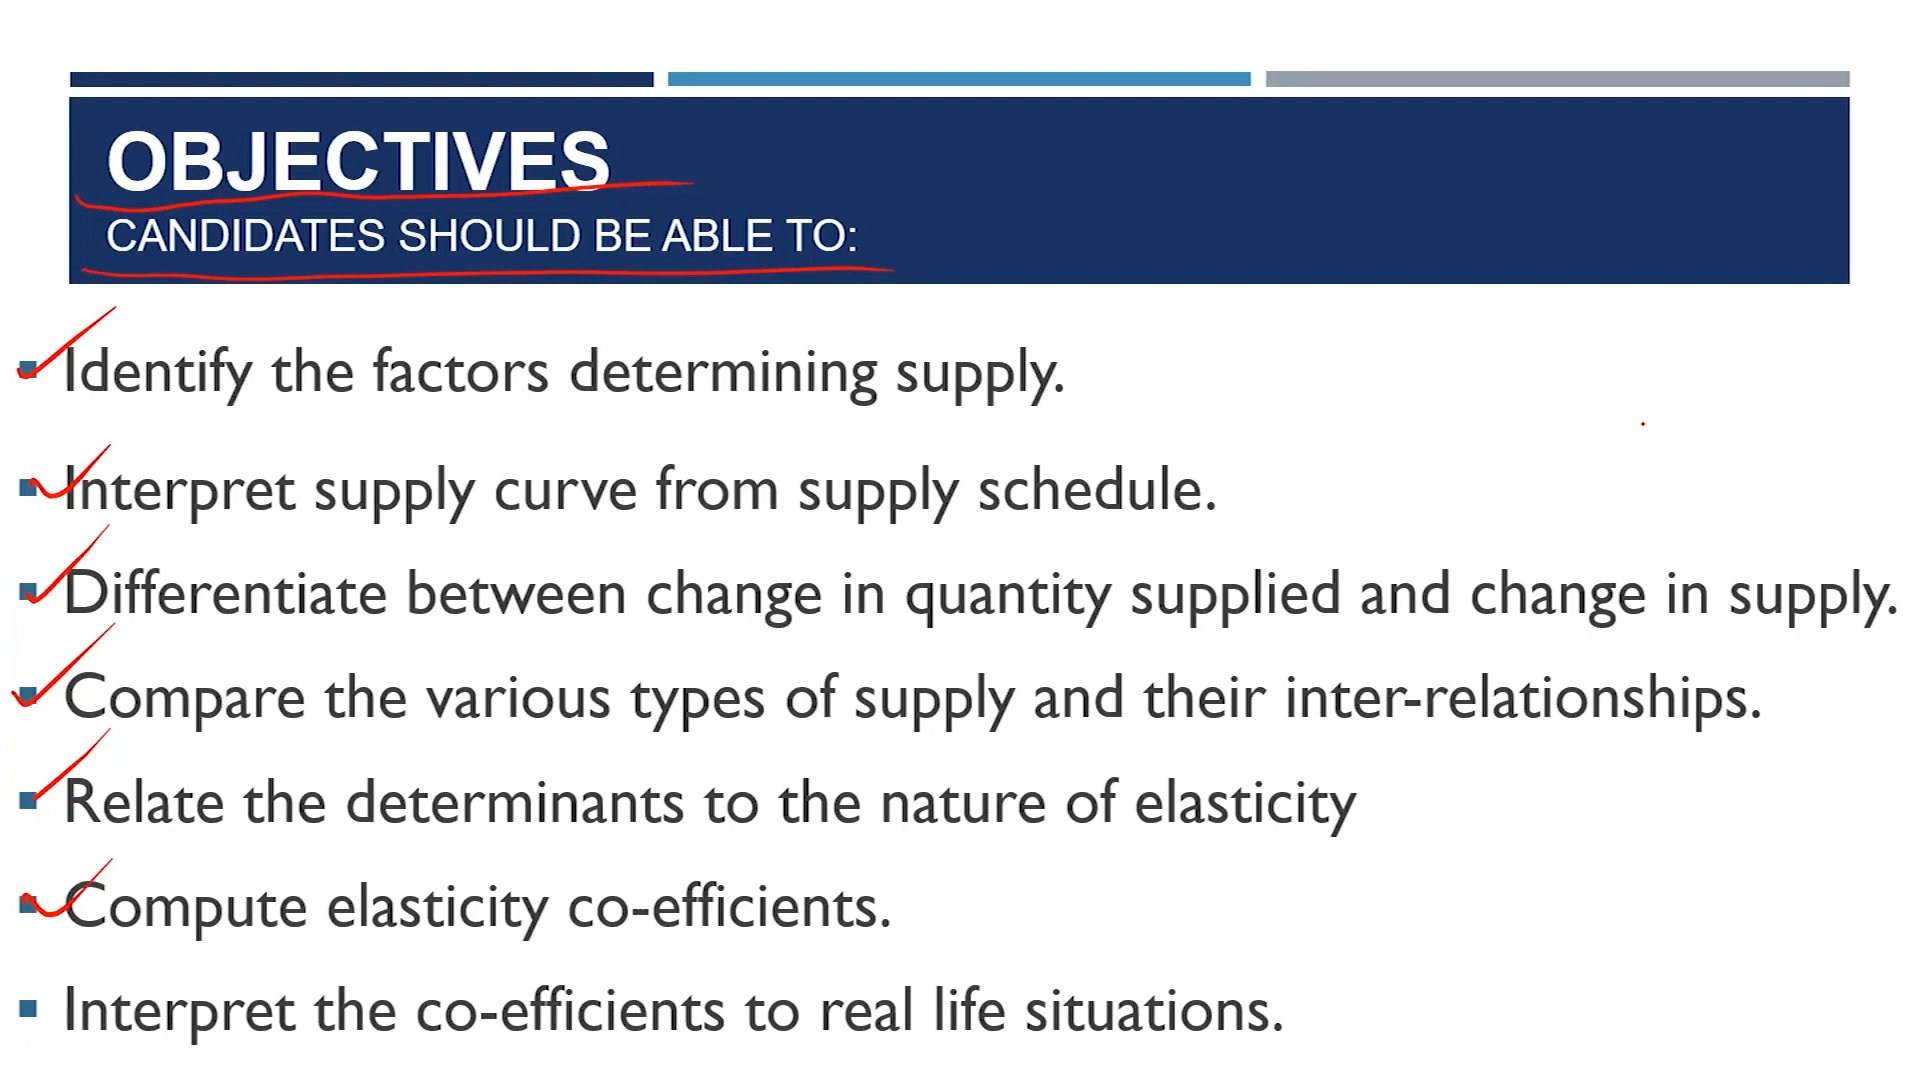 OBJECTIVES
CANDIDATES SHOULD BE ABLE TO:
Identify the factors determining supply.
Interpret supply curve from supply schedule.
Differentiate between change in quantity supplied and change in supply.
Compare the various types of supply and their inter-relationships.
Relate the determinants to the nature of elasticity
Compute elasticity co-efficients.
Interpret the co-efficients to real life situations.